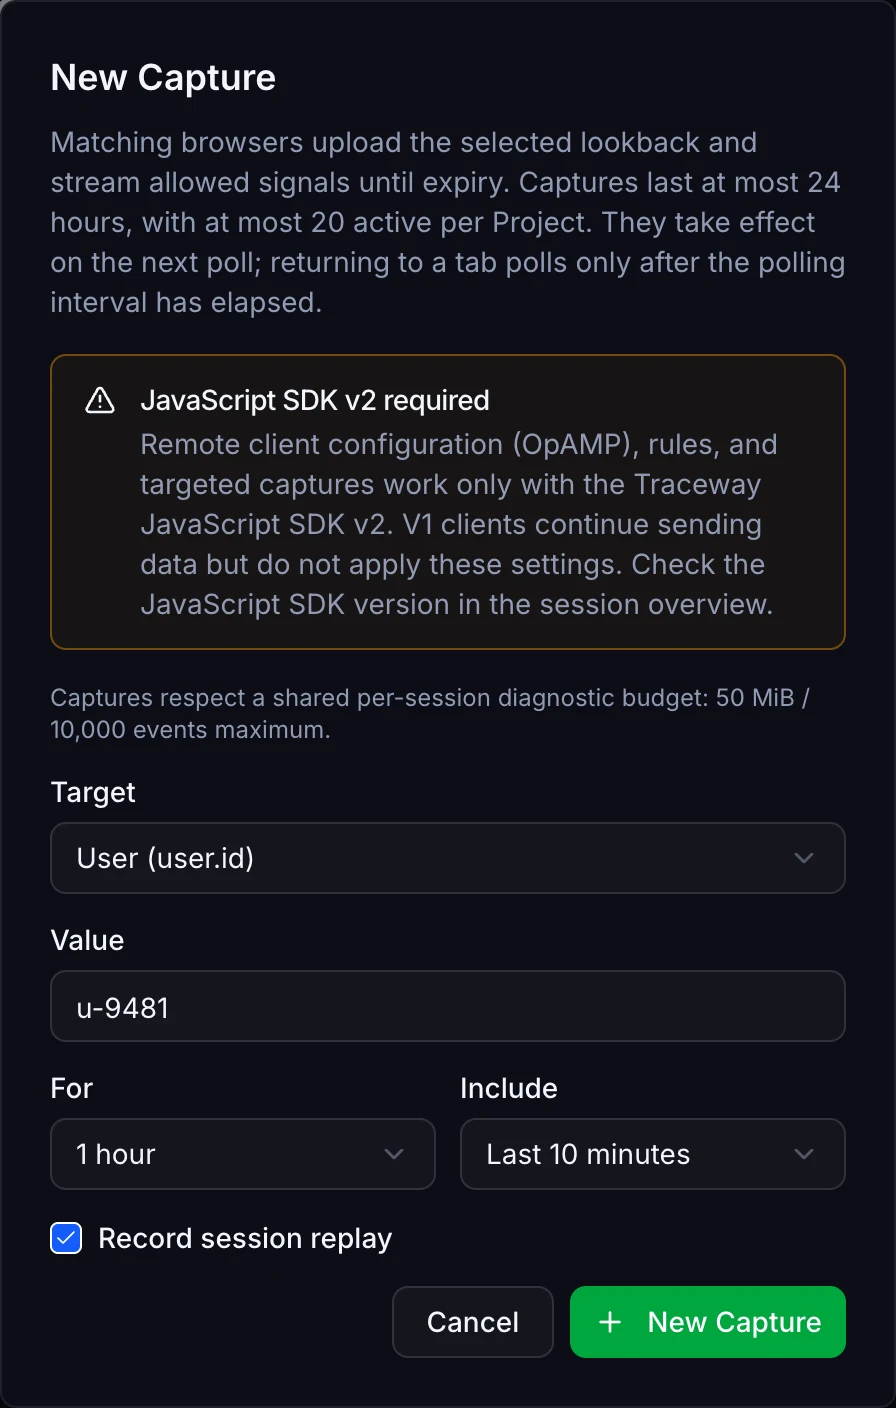 New Capture
Matching browsers upload the selected lookback and
stream allowed signals until expiry. Captures last at most 24
hours, with at most 20 active per Project. They take effect
on the next poll; returning to a tab polls only after the polling
interval has elapsed.
JavaScript SDK v2 required
Remote client configuration (OpAMP), rules, and
targeted captures work only with the Traceway
JavaScript SDK v2. V1 clients continue sending
data but do not apply these settings. Check the
JavaScript SDK version in the session overview.
Captures respect a shared per-session diagnostic budget: 50 MiB /
10,000 events maximum.
Target
User (user.id)
Value
u-9481
For
Include
1 hour
Last 10 minutes
Record session replay
Cancel
+ New Capture